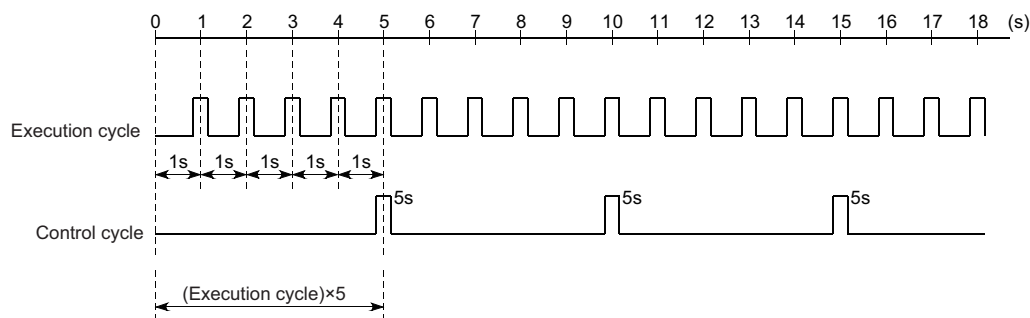 0 1 2 3 4 5 6 7 8 9 10 11 12 13 14 15 16 17 18 (s)
Execution cycle
1s 1s 1s 1s 1s
5s 5s 5s
Control cycle
(Execution cycle)×5